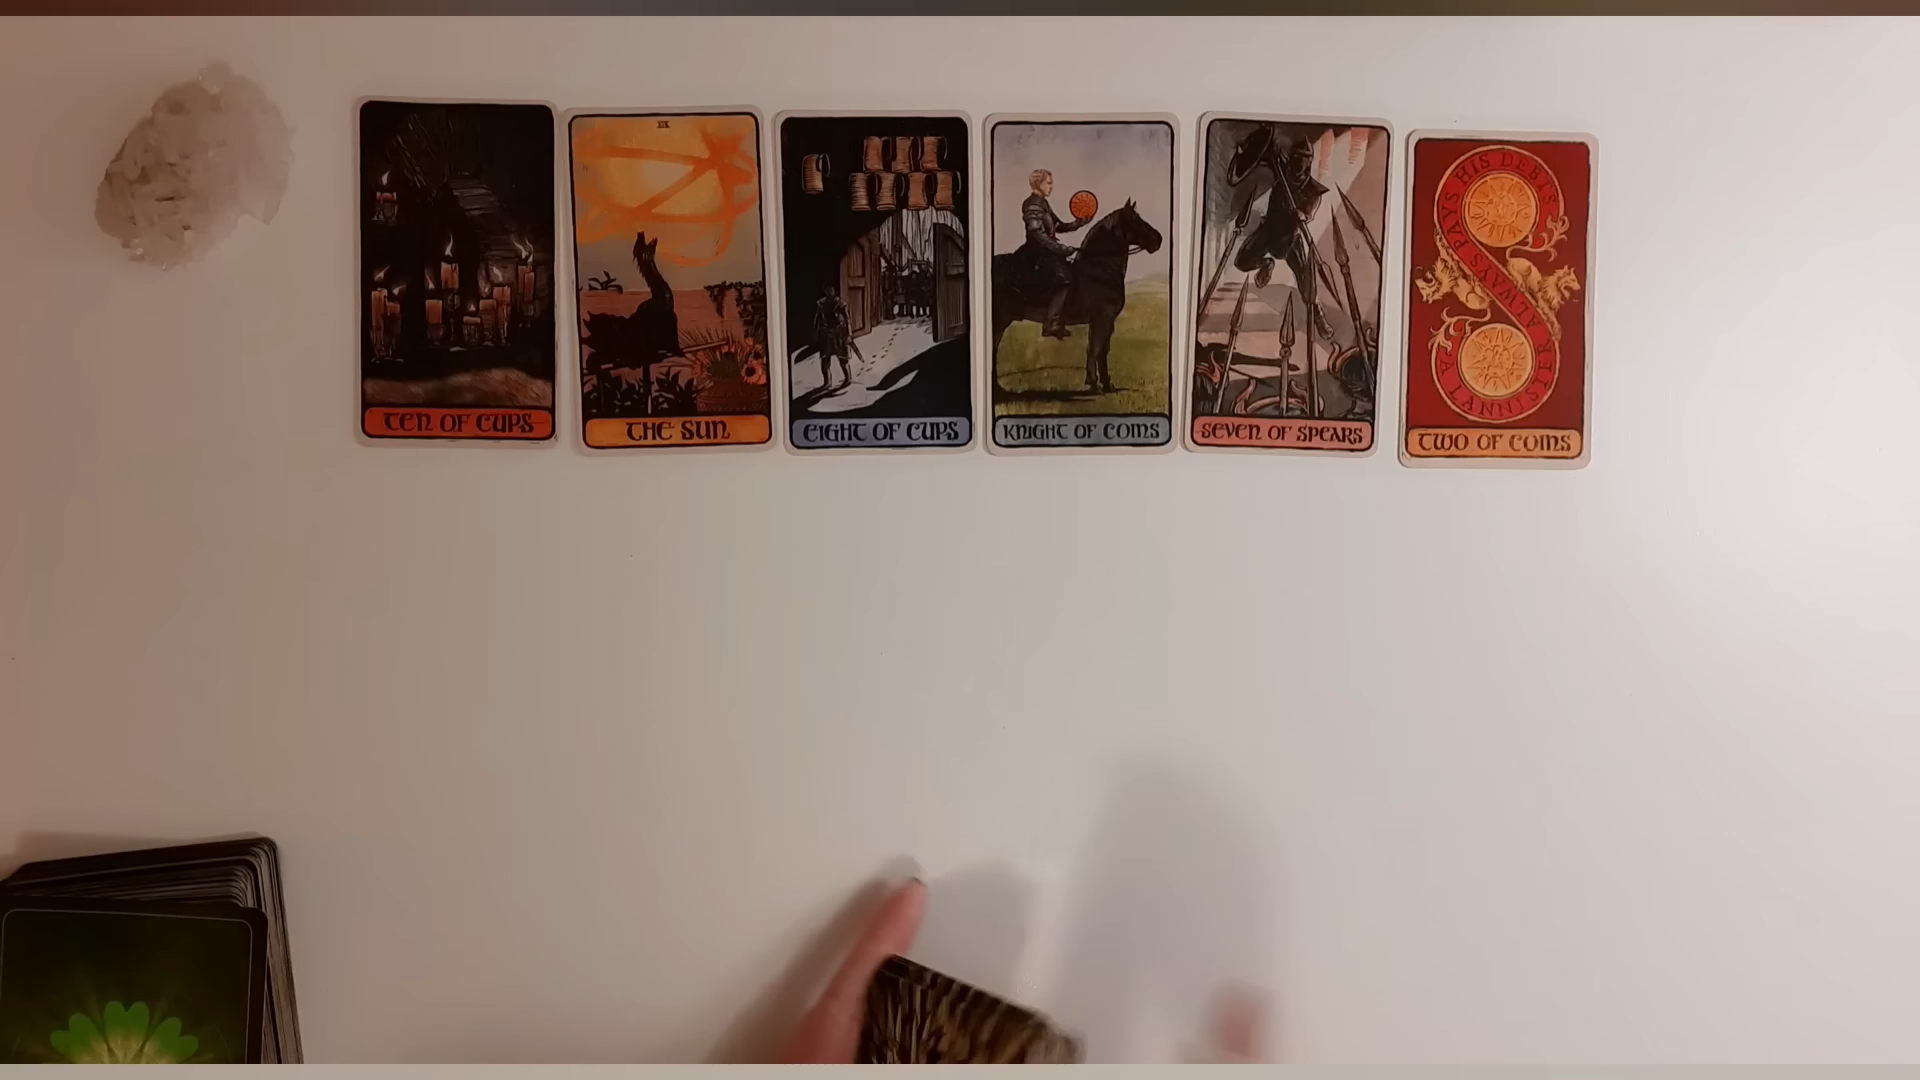 TEN OF CUPS
XIX
THE SUN
EIGHT OF CUPS
KNIGHT OF COINS
SEVEN OF SPEARS
A LANNISTER ALWAYS PAYS HIS DEBTS
TWO OF COINS